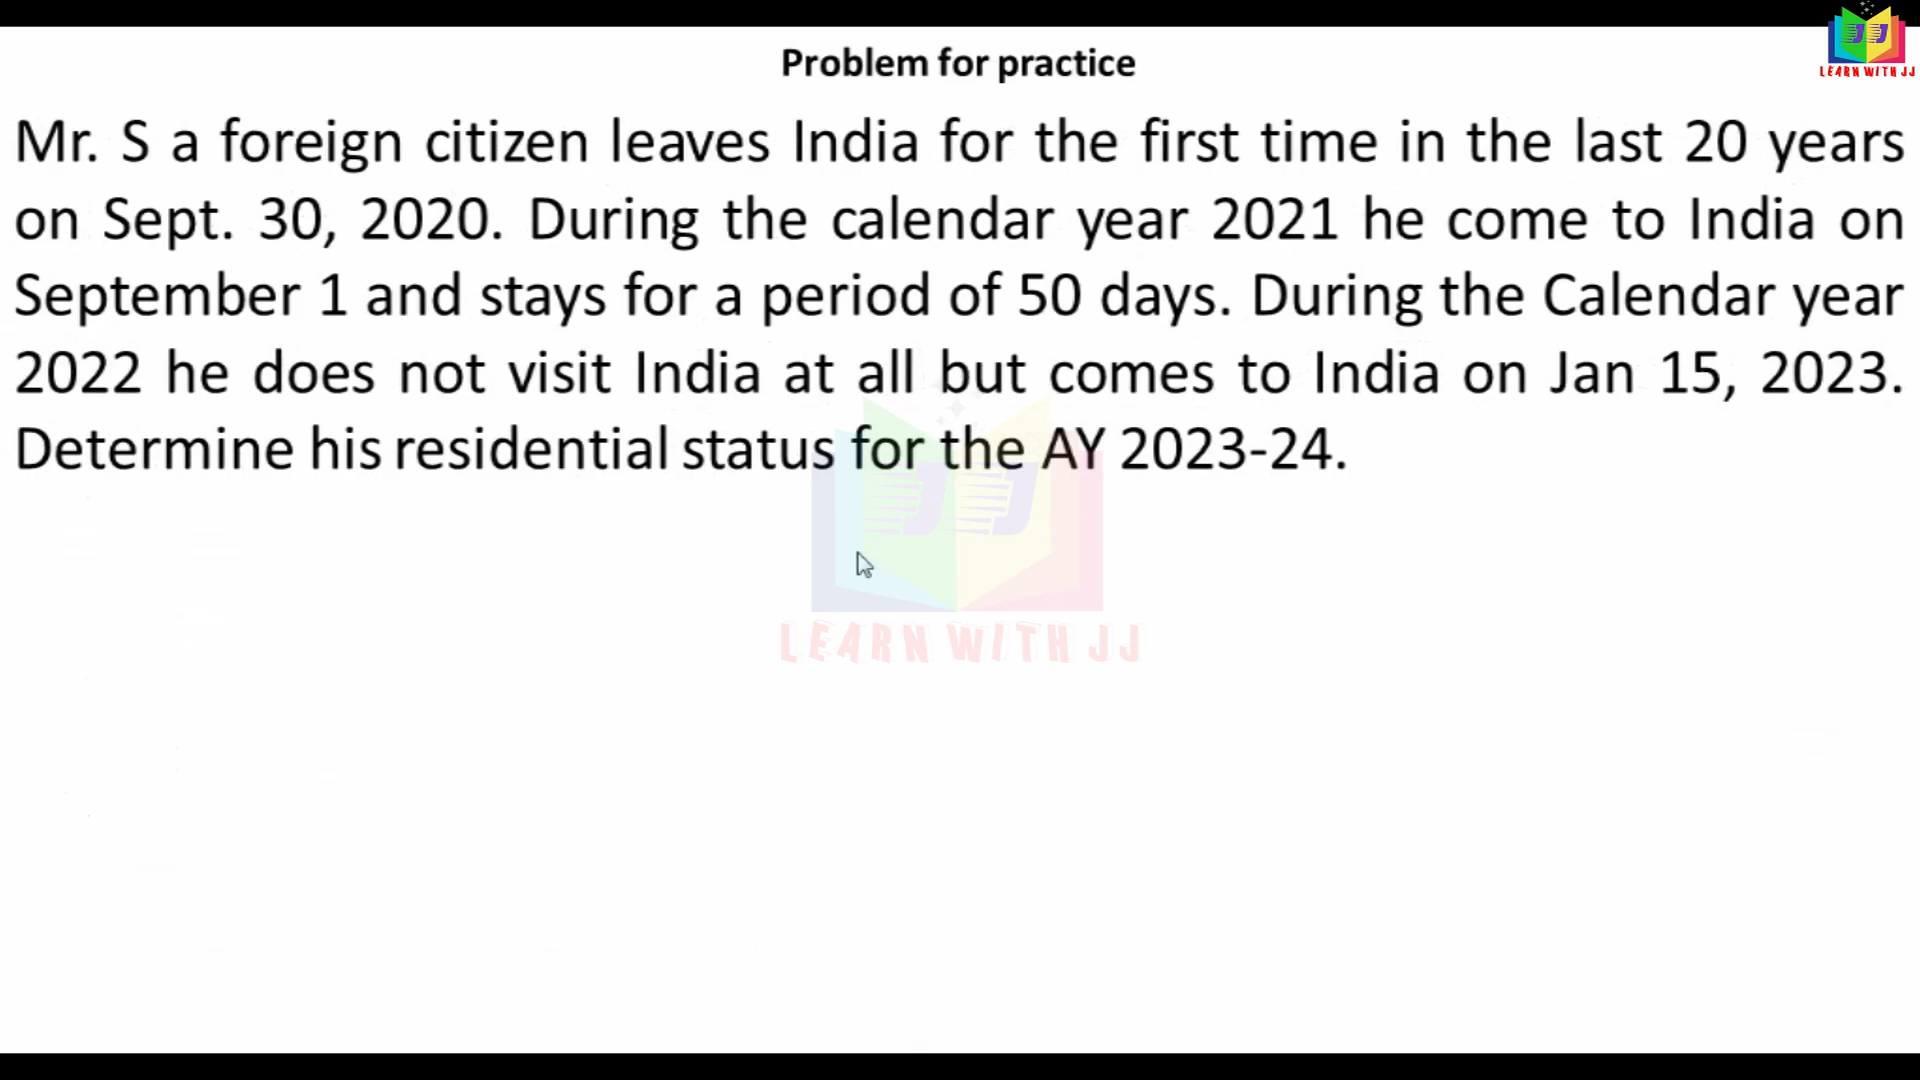 Problem for practice
LEARN WITH JJ
Mr. S a foreign citizen leaves India for the first time in the last 20 years
on Sept. 30, 2020. During the calendar year 2021 he come to India on
September 1 and stays for a period of 50 days. During the Calendar year
2022 he does not visit India at all but comes to India on Jan 15, 2023.
Determine his residential status for the AY 2023-24.
JJ
LEARN WITH JJ